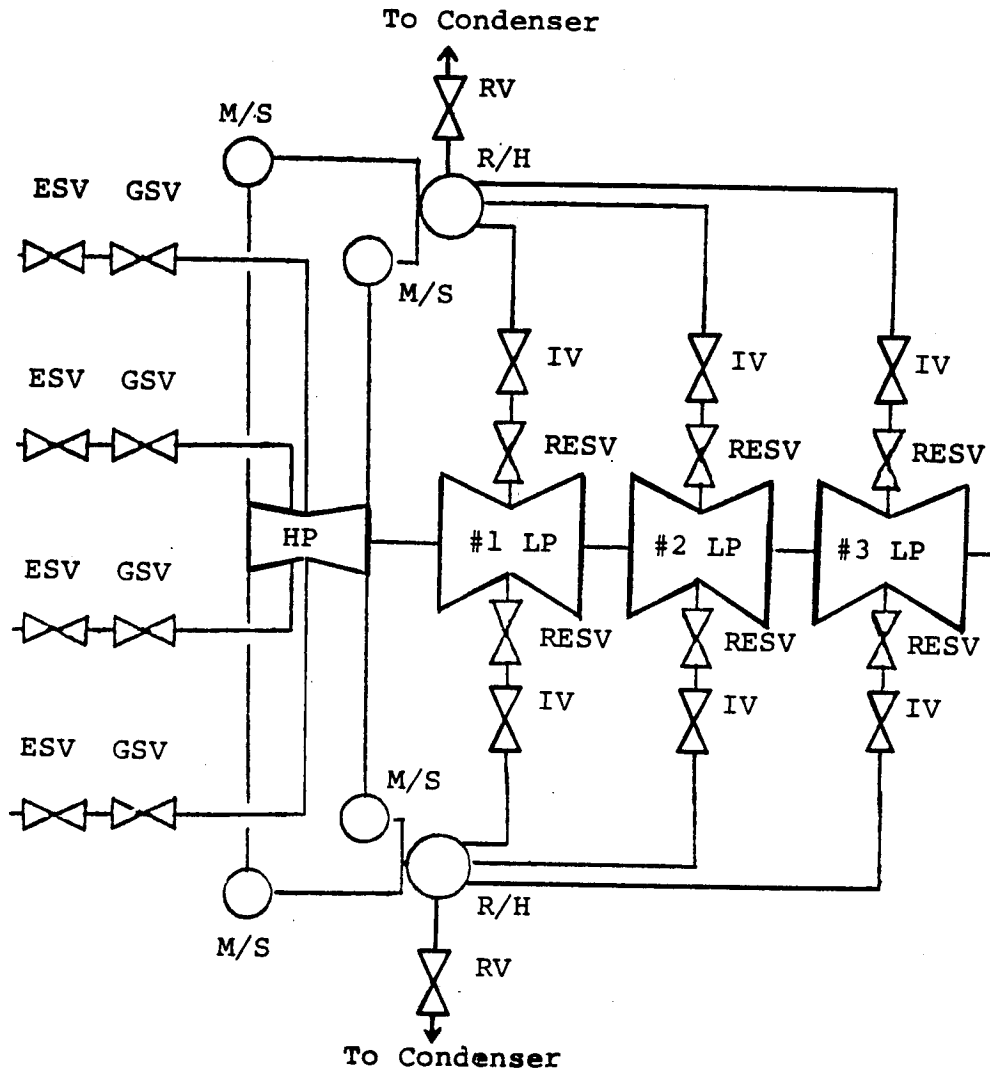 To Condenser
RV
M/S
R/H
ESV GSV
M/S
IV IV IV
ESV GSV
RESV RESV RESV
HP #1 LP #2 LP #3 LP
ESV GSV
RESV RESV RESV
IV IV IV
ESV GSV
M/S
R/H
M/S
RV
To Condenser